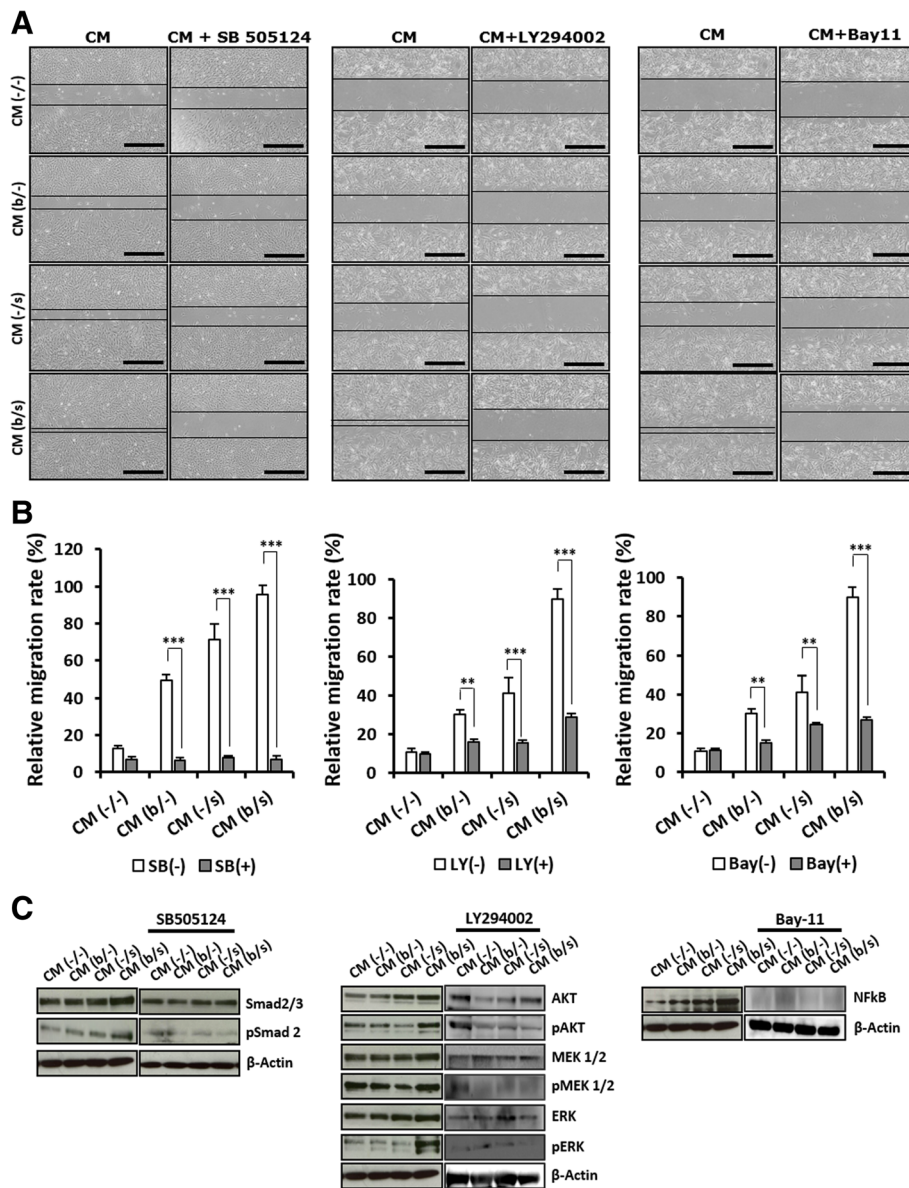 A
CM CM + SB 505124 CM CM+LY294002 CM CM+Bay11
CM (-/-)
CM (b/-)
CM (-/s)
CM (b/s)
B
Relative migration rate (%)
120
100
80
60
40
20
0
***
***
***
CM (-/-) CM (b/-) CM (-/s) CM (b/s)
SB(-) SB(+)
Relative migration rate (%)
100
80
60
40
20
0
**
***
***
CM (-/-) CM (b/-) CM (-/s) CM (b/s)
LY(-) LY(+)
Relative migration rate (%)
100
80
60
40
20
0
**
**
***
CM (-/-) CM (b/-) CM (-/s) CM (b/s)
Bay(-) Bay(+)
C
SB505124
CM (-/-) CM (b/-) CM (-/s) CM (b/s) CM (-/-) CM (b/-) CM (-/s) CM (b/s)
Smad2/3
pSmad 2
β-Actin
LY294002
CM (-/-) CM (b/-) CM (-/s) CM (b/s) CM (-/-) CM (b/-) CM (-/s) CM (b/s)
AKT
pAKT
MEK 1/2
pMEK 1/2
ERK
pERK
β-Actin
Bay-11
CM (-/-) CM (b/-) CM (-/s) CM (b/s) CM (-/-) CM (b/-) CM (-/s) CM (b/s)
NFkB
β-Actin